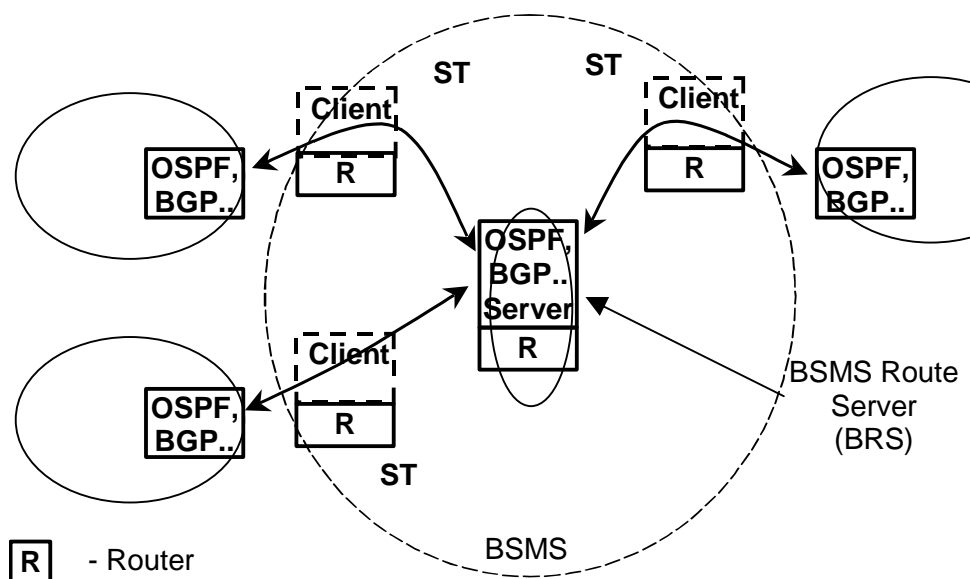 ST
ST
Client
Client
R
R
OSPF,
BGP..
OSPF,
BGP..
OSPF,
BGP..
Server
R
Client
R
OSPF,
BGP..
ST
BSMS Route
Server
(BRS)
BSMS
R - Router